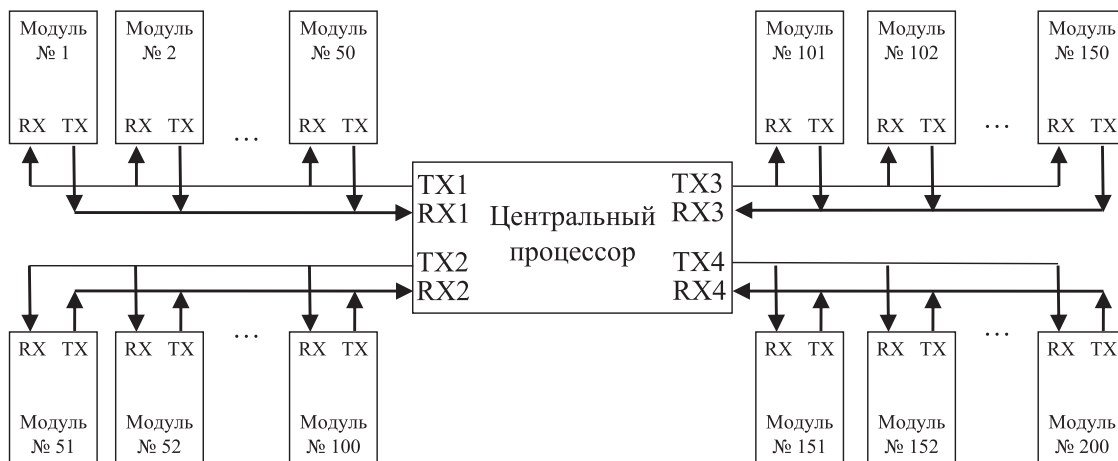 Модуль
№ 1
Модуль
№ 2
Модуль
№ 50
RX TX
RX TX
…
RX TX
Модуль
№ 101
Модуль
№ 102
Модуль
№ 150
RX TX
RX TX
…
RX TX
TX1
RX1
TX2
RX2
Центральный
процессор
TX3
RX3
TX4
RX4
RX TX
RX TX
…
RX TX
Модуль
№ 51
Модуль
№ 52
Модуль
№ 100
RX TX
RX TX
…
RX TX
Модуль
№ 151
Модуль
№ 152
Модуль
№ 200